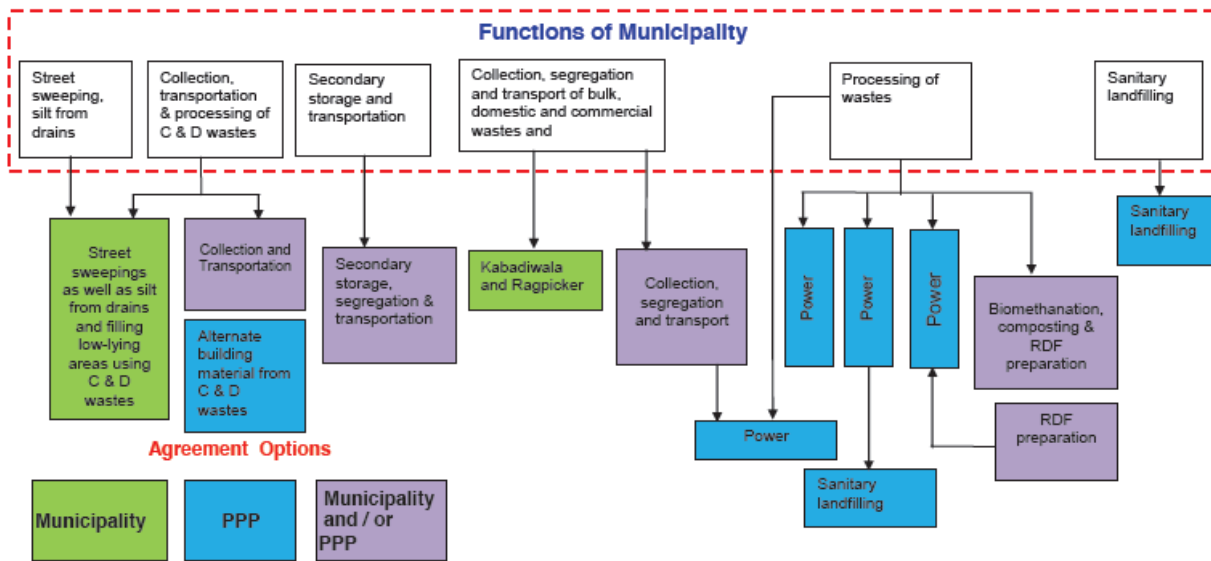 Functions of Municipality
Street
sweeping,
silt from
drains
Collection,
transportation
& processing of
C & D wastes
Secondary
storage and
transportation
Collection, segregation
and transport of bulk,
domestic and commercial
wastes and
Processing of
wastes
Sanitary
landfilling
Street
sweepings
as well as silt
from drains
and filling
low-lying
areas using
C & D
wastes
Collection and
Transportation
Alternate
building
material from
C & D
wastes
Secondary
storage,
segregation &
transportation
Kabadiwala
and Ragpicker
Collection,
segregation
and transport
Power
Power
Power
Biomethanation,
composting &
RDF
preparation
Sanitary
landfilling
Power
RDF
preparation
Sanitary
landfilling
Agreement Options
Municipality
PPP
Municipality
and / or
PPP